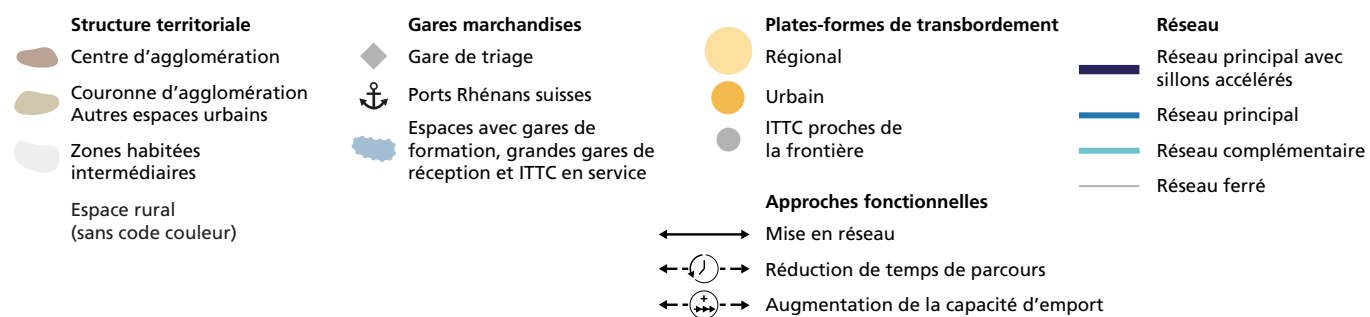 Structure territoriale
Centre d'agglomération
Couronne d'agglomération
Autres espaces urbains
Zones habitées
intermédiaires
Espace rural
(sans code couleur)
Gares marchandises
Gare de triage
Ports Rhénans suisses
Espaces avec gares de
formation, grandes gares de
réception et ITTC en service
Plates-formes de transbordement
Régional
Urbain
ITTC proches de
la frontière
Approches fonctionnelles
Mise en réseau
Réduction de temps de parcours
Augmentation de la capacité d'emport
Réseau
Réseau principal avec
sillons accélérés
Réseau principal
Réseau complémentaire
Réseau ferré